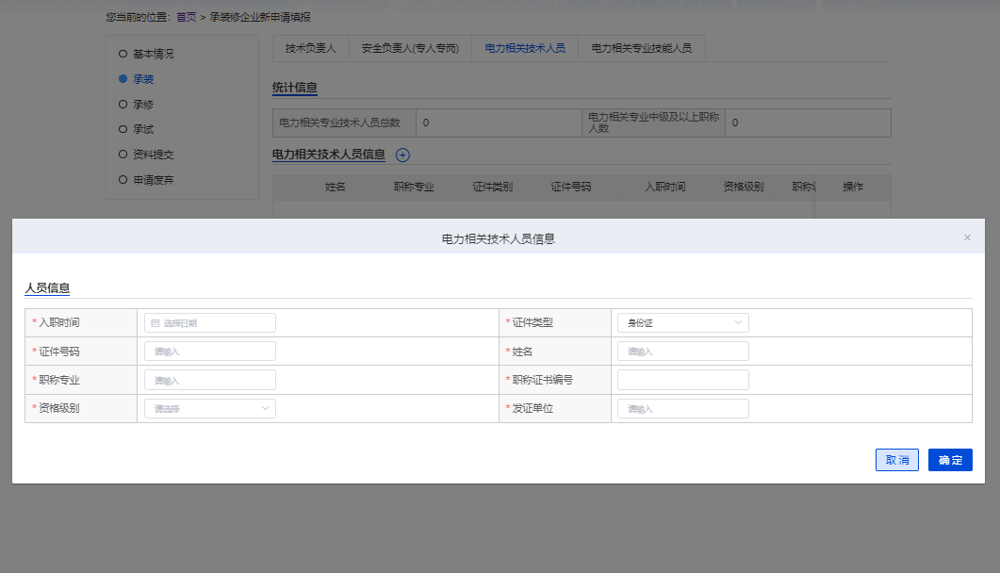 您当前的位置: 首页 > 承装修企业新申请填报
基本情况
承装
承修
承试
资料提交
申请废弃
技术负责人 安全负责人(专人专岗) 电力相关技术人员 电力相关专业技能人员
统计信息
电力相关专业技术人员总数 0 电力相关专业中级及以上职称
人数 0
电力相关技术人员信息
姓名 职称专业 证件类别 证件号码 入职时间 资格级别 职称 操作
电力相关技术人员信息
人员信息
* 入职时间 选择日期 * 证件类型 身份证
* 证件号码 请输入 * 姓名 请输入
* 职称专业 请输入 * 职称证书编号
* 资格级别 请选择 * 发证单位 请输入
取消 确定